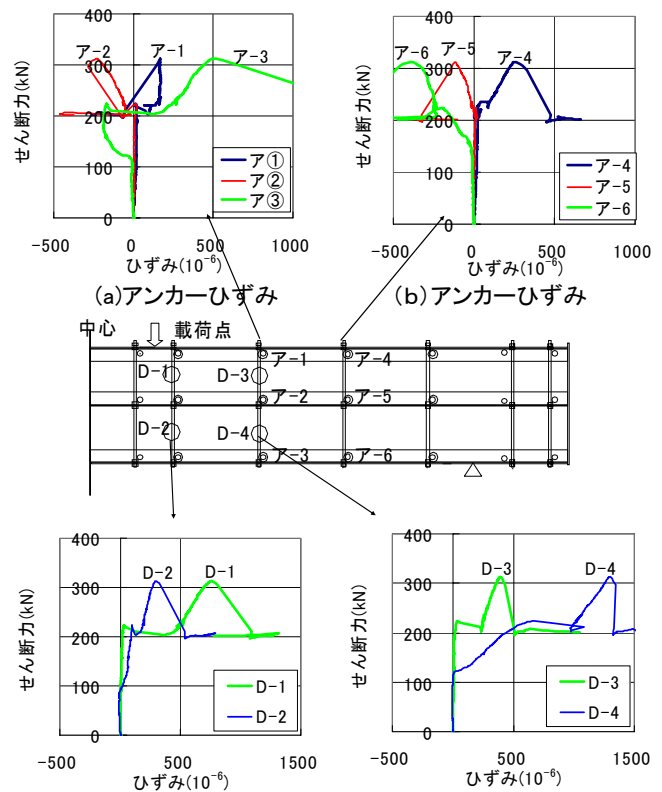 400
300
200
100
0
せん断力(kN)
ア-2
ア-1
ア-3
ア①
ア②
ア③
-500 0 500 1000
ひずみ(10-6)
(a)アンカーひずみ
400
300
200
100
0
せん断力(kN)
ア-6
ア-5
ア-4
ア-4
ア-5
ア-6
-500 0 500 1000
ひずみ(10-6)
(b)アンカーひずみ
中心 載荷点
ア-1 ア-4
D-1 D-3
ア-2 ア-5
D-2 D-4
ア-3 ア-6
400
300
200
100
0
せん断力(kN)
D-2 D-1
D-1
D-2
-500 0 500 1500
ひずみ(10-6)
400
300
200
100
0
せん断力(kN)
D-3 D-4
D-3
D-4
-500 0 500 1500
ひずみ(10-6)